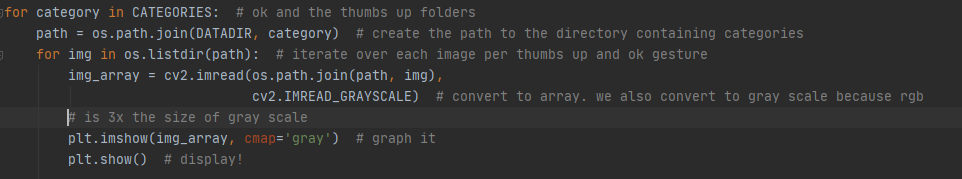 for category in CATEGORIES:  # ok and the thumbs up folders
    path = os.path.join(DATADIR, category)  # create the path to the directory containing categories
    for img in os.listdir(path):  # iterate over each image per thumbs up and ok gesture
        img_array = cv2.imread(os.path.join(path, img),
                               cv2.IMREAD_GRAYSCALE)  # convert to array. we also convert to gray scale because rgb
        # is 3x the size of gray scale
        plt.imshow(img_array, cmap='gray')  # graph it
        plt.show()  # display!